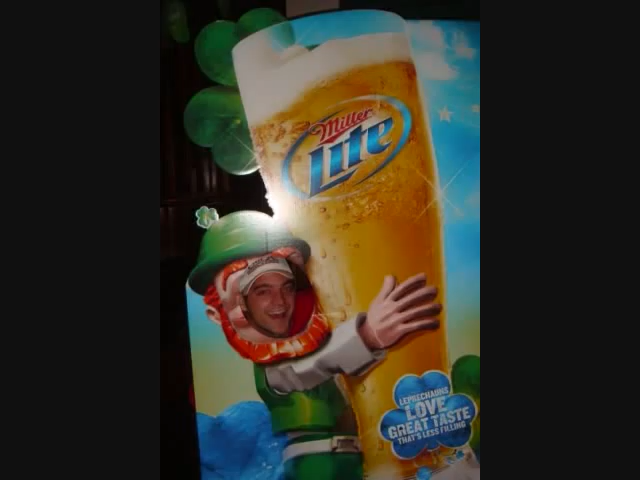 Miller
Lite
LEPRECHAUNS
LOVE
GREAT TASTE
THAT'S LESS FILLING